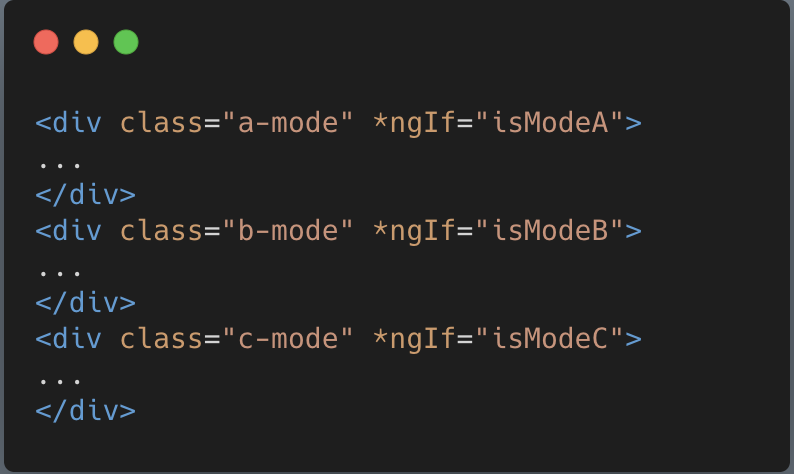 <div class="a-mode" *ngIf="isModeA">
...
</div>
<div class="b-mode" *ngIf="isModeB">
...
</div>
<div class="c-mode" *ngIf="isModeC">
...
</div>